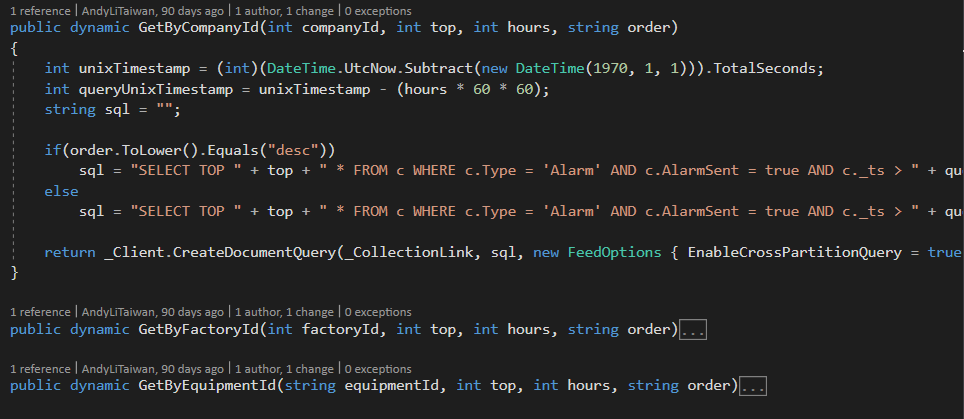 1 reference | AndyLiTaiwan, 90 days ago | 1 author, 1 change | 0 exceptions
public dynamic GetByCompanyId(int companyId, int top, int hours, string order)
{
    int unixTimestamp = (int)(DateTime.UtcNow.Subtract(new DateTime(1970, 1, 1))).TotalSeconds;
    int queryUnixTimestamp = unixTimestamp - (hours * 60 * 60);
    string sql = "";
    if(order.ToLower().Equals("desc"))
        sql = "SELECT TOP " + top + " * FROM c WHERE c.Type = 'Alarm' AND c.AlarmSent = true AND c._ts > " + qu
    else
        sql = "SELECT TOP " + top + " * FROM c WHERE c.Type = 'Alarm' AND c.AlarmSent = true AND c._ts > " + qu
    return _Client.CreateDocumentQuery(_CollectionLink, sql, new FeedOptions { EnableCrossPartitionQuery = true
}
1 reference | AndyLiTaiwan, 90 days ago | 1 author, 1 change | 0 exceptions
public dynamic GetByFactoryId(int factoryId, int top, int hours, string order)...
1 reference | AndyLiTaiwan, 90 days ago | 1 author, 1 change | 0 exceptions
public dynamic GetByEquipmentId(string equipmentId, int top, int hours, string order)...